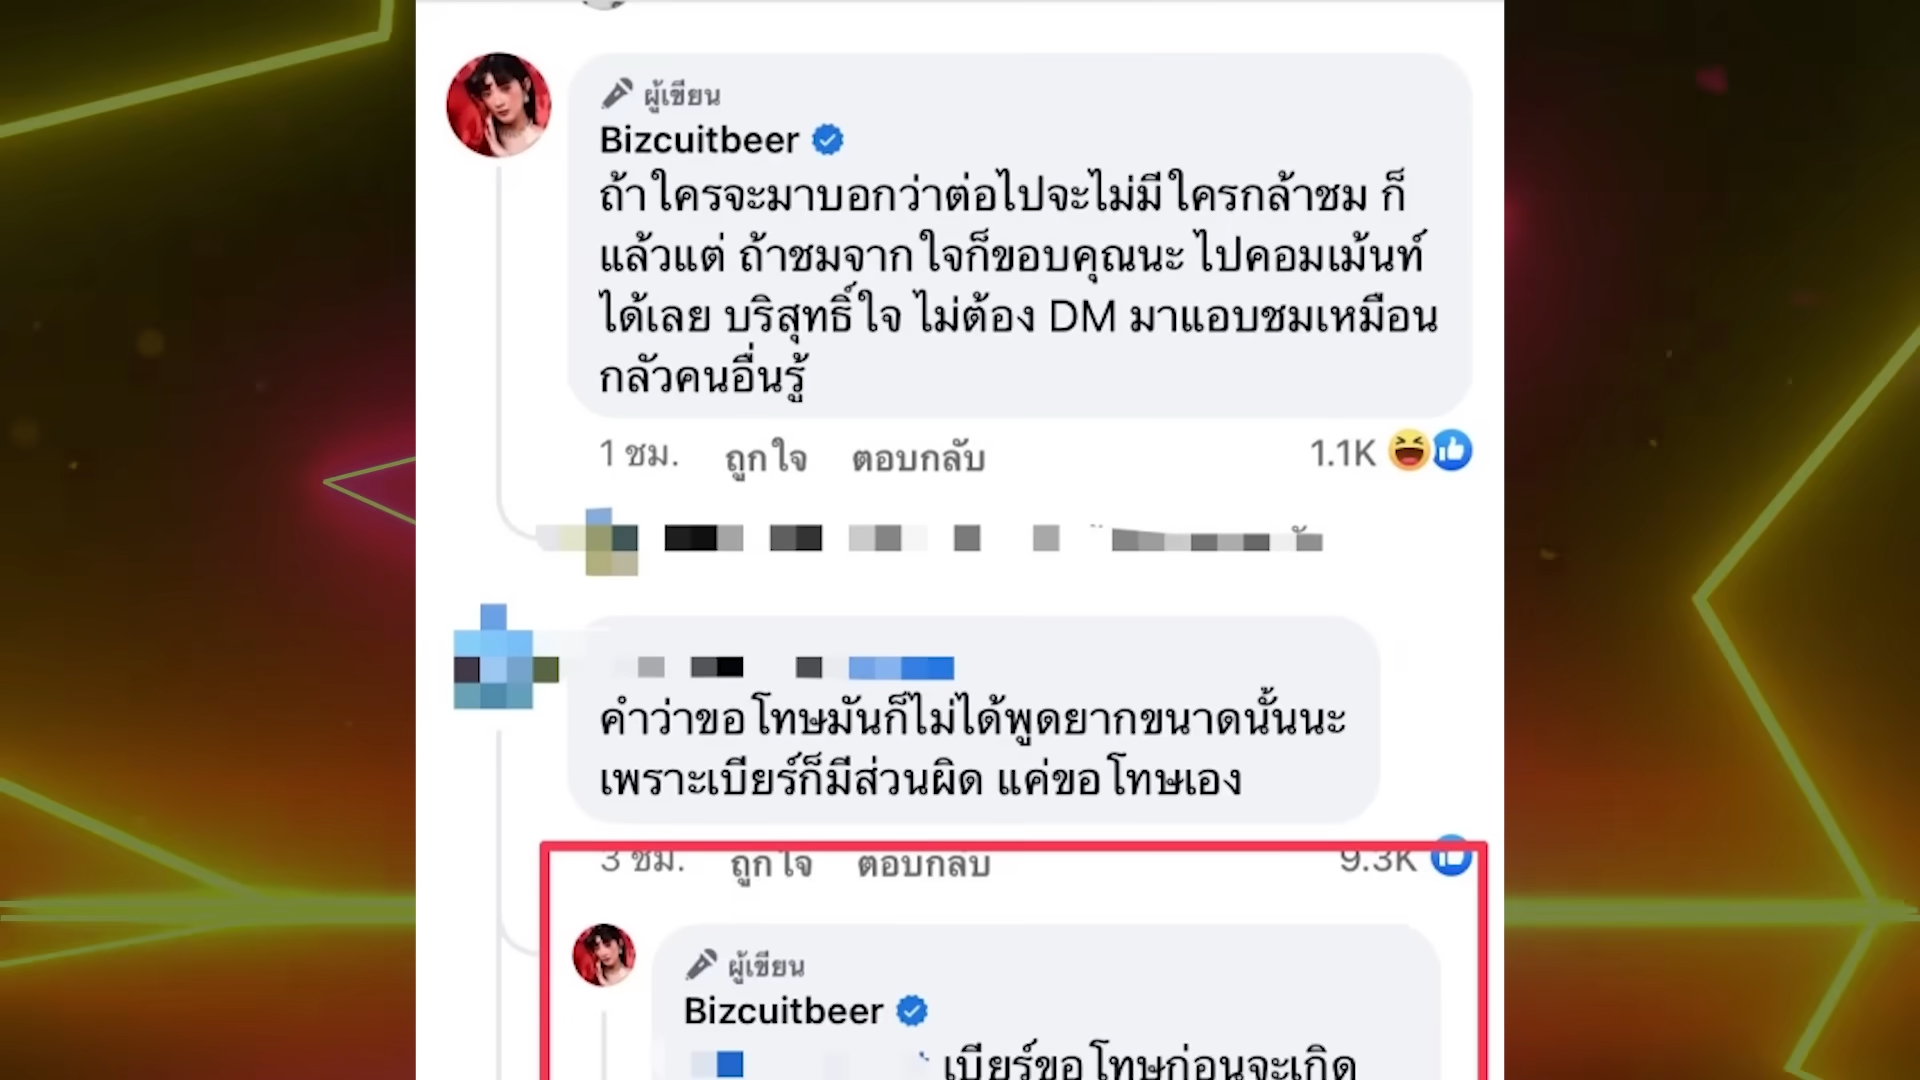 ผู้เขียน
Bizcuitbeer
ถ้าใครจะมาบอกว่าต่อไปจะไม่มีใครกล้าชม ก็
แล้วแต่ ถ้าชมจากใจก็ขอบคุณนะ ไปคอมเม้นท์
ได้เลย บริสุทธิ์ใจ ไม่ต้อง DM มาแอบชมเหมือน
กลัวคนอื่นรู้
1 ชม. ถูกใจ ตอบกลับ 1.1K
คำว่าขอโทษมันก็ไม่ได้พูดยากขนาดนั้นนะ
เพราะเบียร์ก็มีส่วนผิด แค่ขอโทษเอง
3 ชม. ถูกใจ ตอบกลับ 9.3K
ผู้เขียน
Bizcuitbeer
เบียร์ขอโทษก่อนจะเกิด